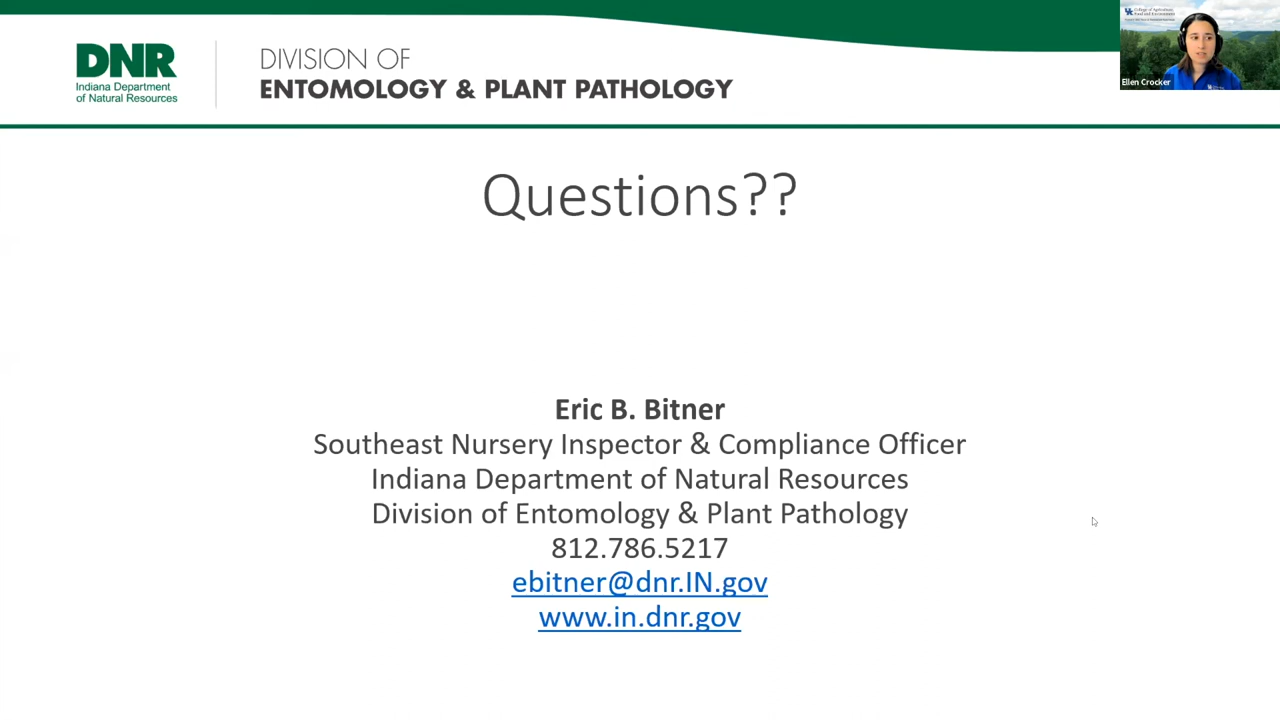 DNR
Indiana Department
of Natural Resources
DIVISION OF
ENTOMOLOGY & PLANT PATHOLOGY
Ellen Crocker
Questions??
Eric B. Bitner
Southeast Nursery Inspector & Compliance Officer
Indiana Department of Natural Resources
Division of Entomology & Plant Pathology
812.786.5217
ebitner@dnr.IN.gov
www.in.dnr.gov